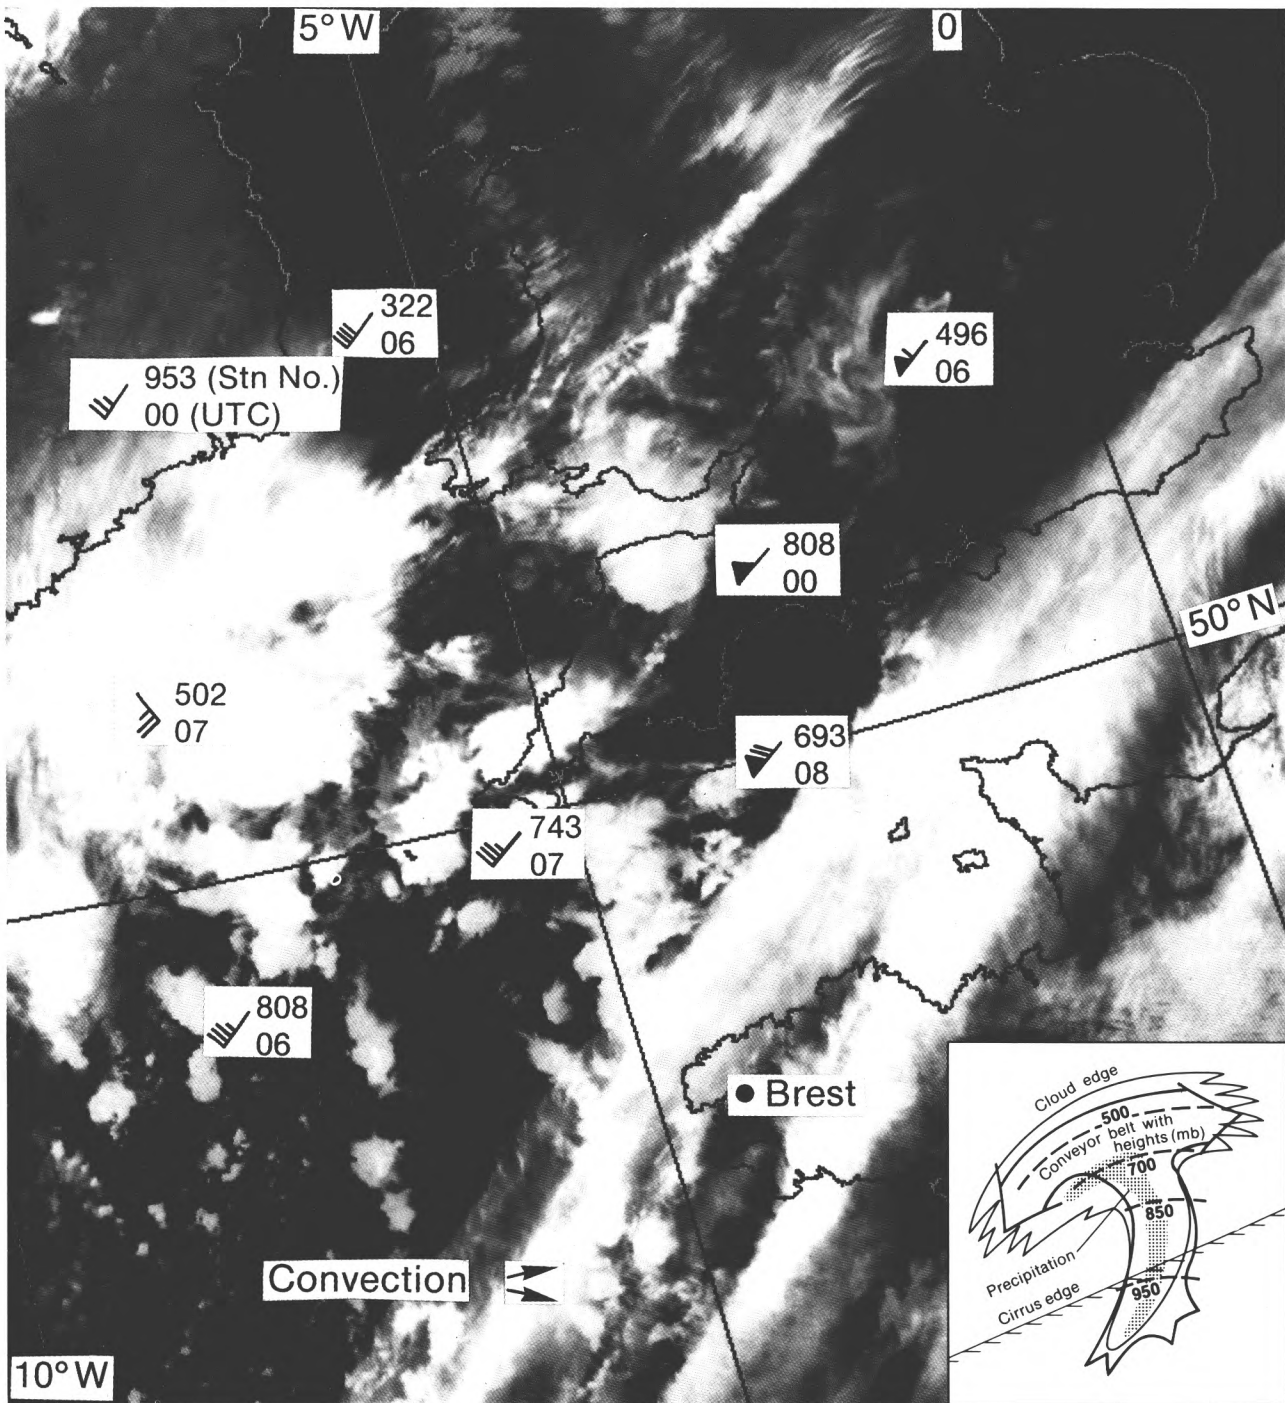 5° W
0
322
06
953 (Stn No.)
00 (UTC)
496
06
808
00
50° N
502
07
693
08
743
07
808
06
Brest
Convection
10° W
Cloud edge
500
Conveyor belt with
heights (mb)
700
850
Precipitation
950
Cirrus edge